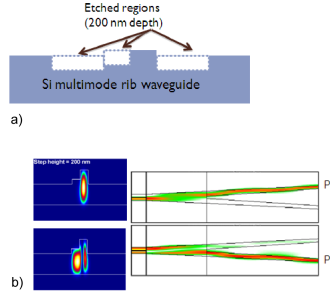 Etched regions
(200 nm depth)
Si multimode rib waveguide
a)
Step height = 200 nm
P
P
b)